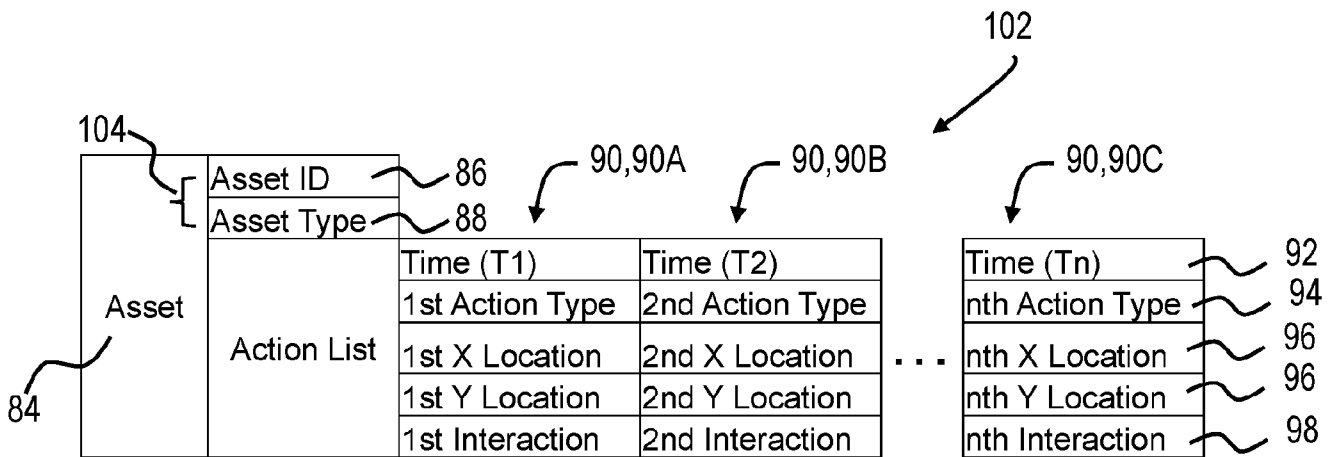 102
104
90,90A 90,90B 90,90C
Asset ID 86
Asset Type 88
Time (T1) Time (T2) Time (Tn) 92
Asset 1st Action Type 2nd Action Type nth Action Type 94
Action List 1st X Location 2nd X Location ... nth X Location 96
84 1st Y Location 2nd Y Location nth Y Location 96
1st Interaction 2nd Interaction nth Interaction 98